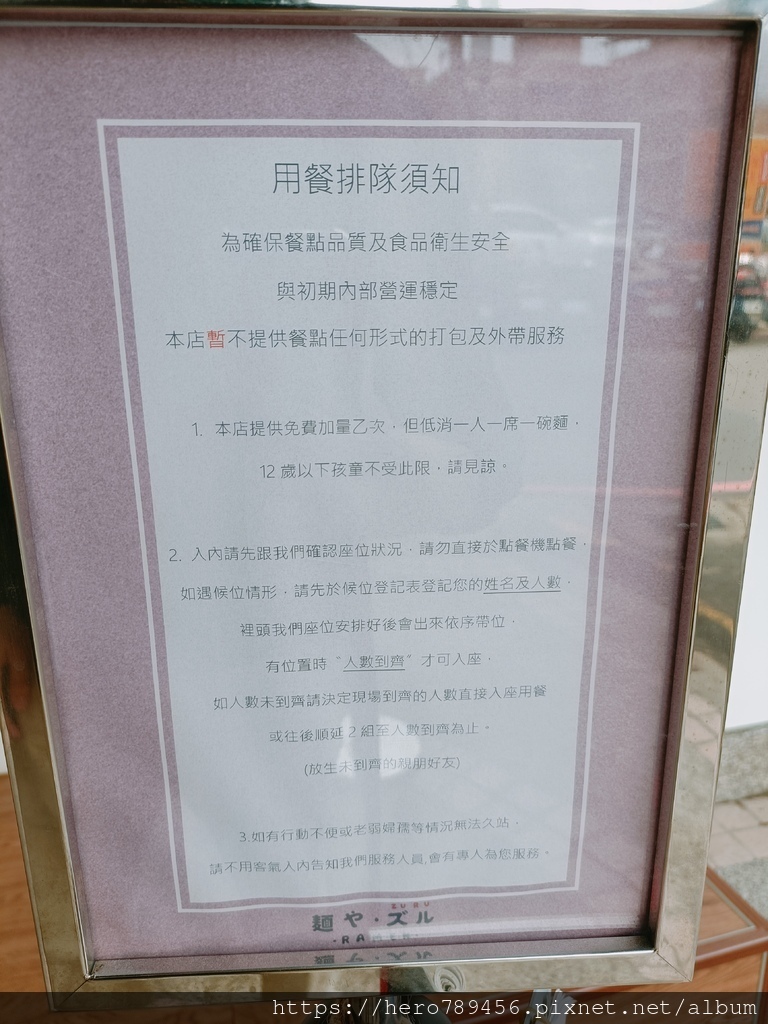 用餐排隊須知
為確保餐點品質及食品衛生安全
與初期內部營運穩定
本店暫不提供餐點任何形式的打包及外帶服務
1. 本店提供免費加量乙次，但低消一人一席一碗麵，
12 歲以下孩童不受此限，請見諒。
2. 入內請先跟我們確認座位狀況，請勿直接於點餐機點餐，
如遇候位情形，請先於候位登記表登記您的姓名及人數，
裡頭我們座位安排好後會出來依序帶位，
有位置時“人數到齊”才可入座，
如人數未到齊請決定現場到齊的人數直接入座用餐
或往後順延 2 組至人數到齊為止。
(放生未到齊的親朋好友)
3.如有行動不便或老弱婦孺等情況無法久站，
請不用客氣入內告知我們服務人員,會有專人為您服務、
ZURU
麵や・ズル
·RAMEN·
https://hero789456.pixnet.net/album